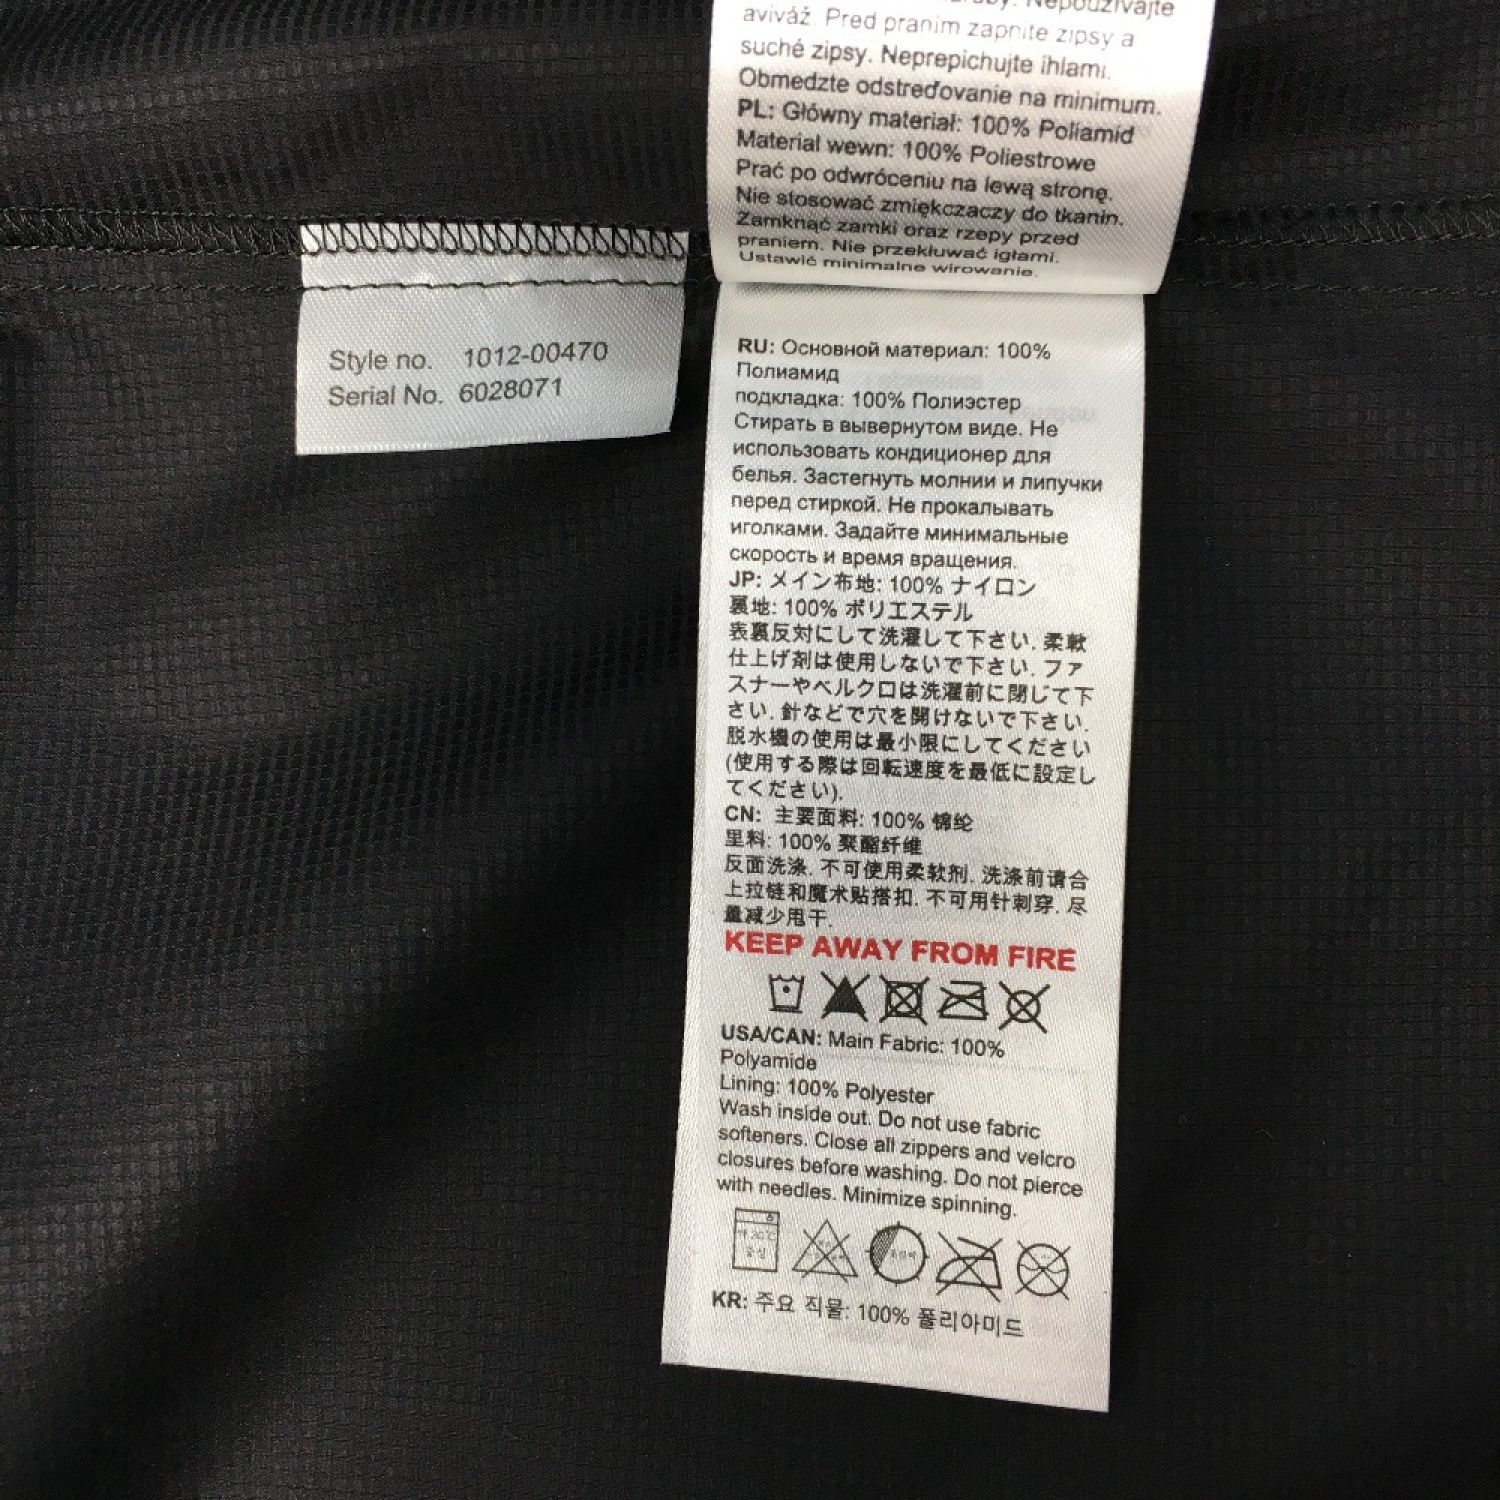 Nepoužívajte
aviváž. Pred praním zapnite zipsy a
suché zipsy. Neprepichujte ihlami.
Obmedzte odstreďovanie na minimum.
PL: Główny materiał: 100% Poliamid
Materiał wewn: 100% Poliestrowe
Prać po odwróceniu na lewą stronę.
Nie stosować zmiękczaczy do tkanin.
Zamknąć zamki oraz rzepy przed
praniem. Nie przekłuwać igłami.
Ustawić minimalne wirowanie.
Style no. 1012-00470
Serial No. 6028071
RU: Основной материал: 100%
Полиамид
подкладка: 100% Полиэстер
Стирать в вывернутом виде. Не
использовать кондиционер для
белья. Застегнуть молнии и липучки
перед стиркой. Не прокалывать
иголками. Задайте минимальные
скорость и время вращения.
JP: メイン布地: 100% ナイロン
裏地: 100% ポリエステル
表裏反対にして洗濯して下さい. 柔軟
仕上げ剤は使用しないで下さい. ファ
スナーやベルクロは洗濯前に閉じて下
さい. 針などで穴を開けないで下さい.
脱水機の使用は最小限にしてください
(使用する際は回転速度を最低に設定し
てください).
CN: 主要面料: 100% 锦纶
里料: 100% 聚酯纤维
反面洗涤. 不可使用柔软剂. 洗涤前请合
上拉链和魔术贴搭扣. 不可用针刺穿. 尽
量减少甩干.
KEEP AWAY FROM FIRE
USA/CAN: Main Fabric: 100%
Polyamide
Lining: 100% Polyester
Wash inside out. Do not use fabric
softeners. Close all zippers and velcro
closures before washing. Do not pierce
with needles. Minimize spinning.
약 30℃
중성
KR: 주요 직물: 100% 폴리아미드